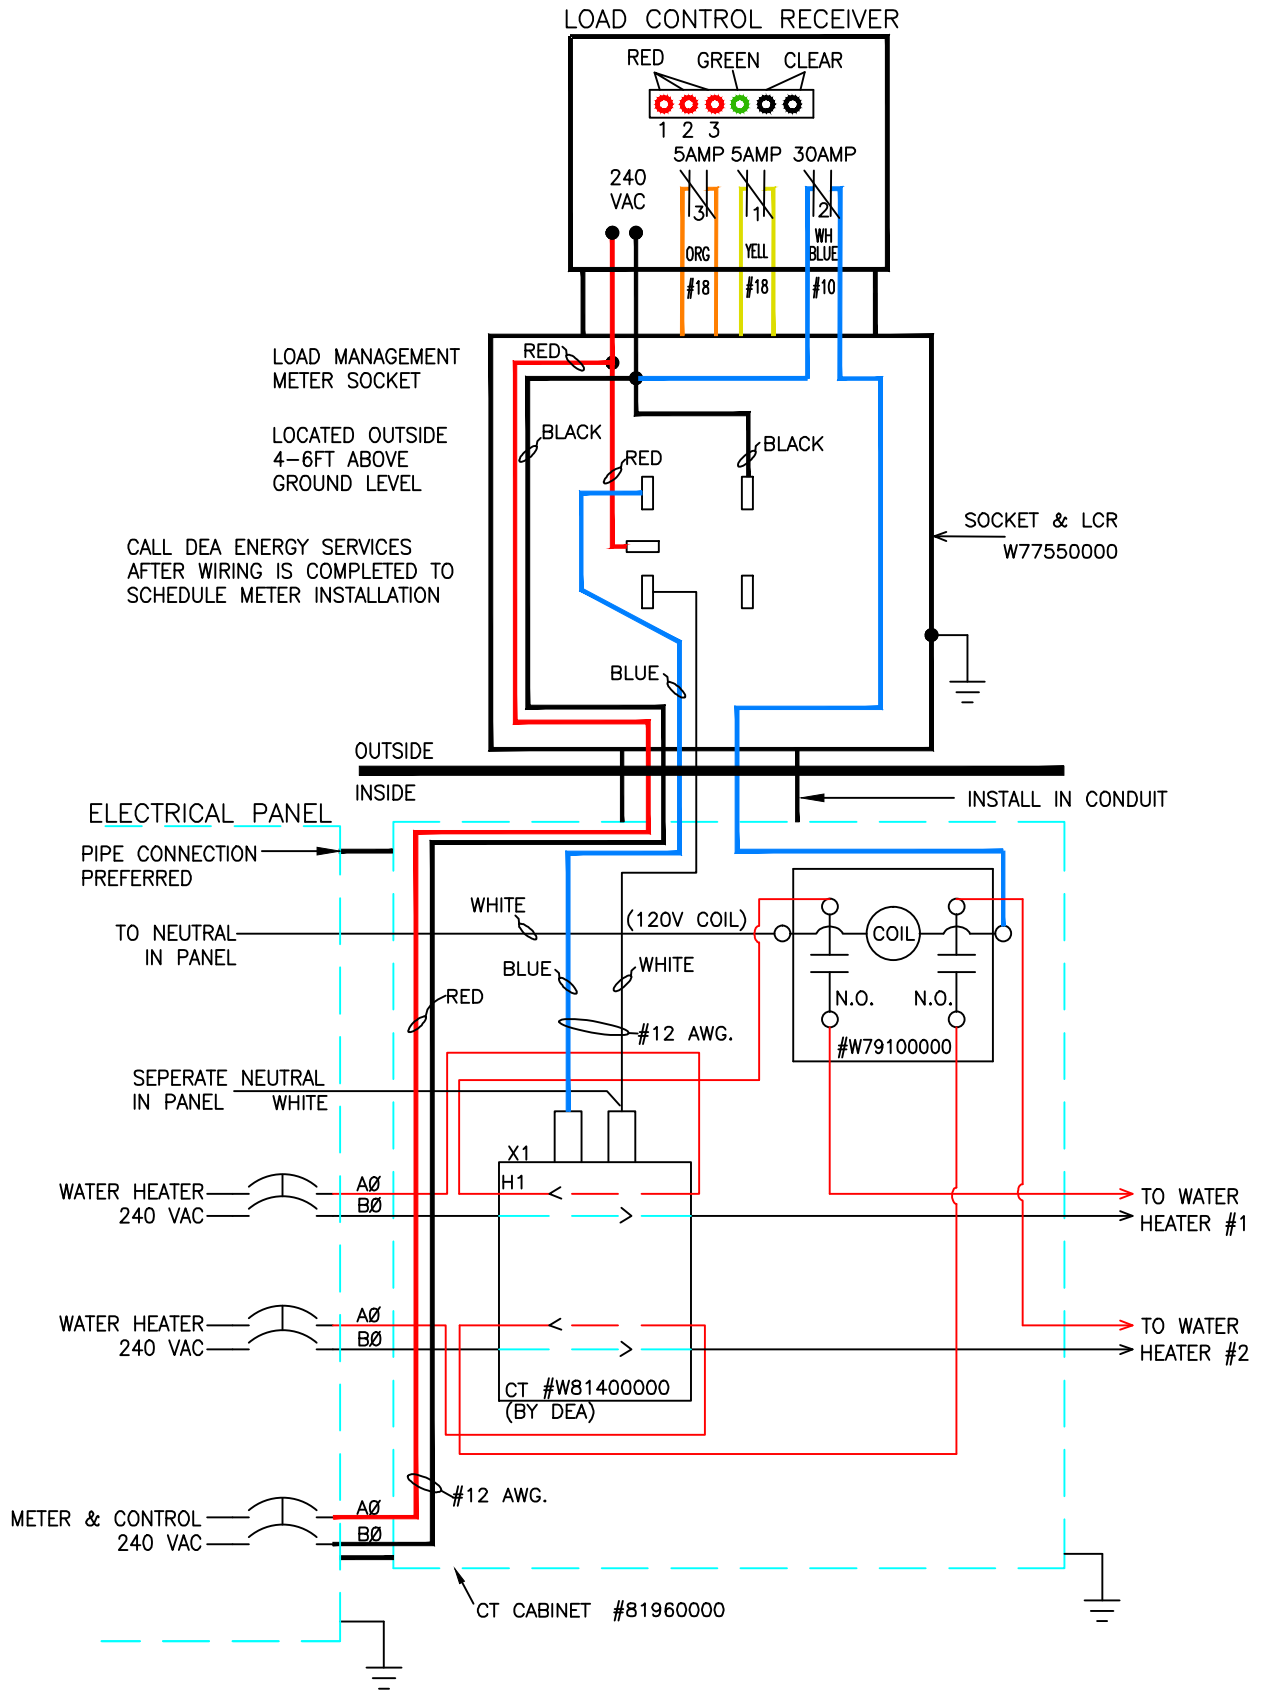 LOAD CONTROL RECEIVER
RED GREEN CLEAR
1 2 3
5AMP 5AMP 30AMP
240
VAC
3 1 2
ORG YELL WH
BLUE
#18 #18 #10
LOAD MANAGEMENT
METER SOCKET
RED
LOCATED OUTSIDE
4-6FT ABOVE
GROUND LEVEL
BLACK
RED
BLACK
CALL DEA ENERGY SERVICES
AFTER WIRING IS COMPLETED TO
SCHEDULE METER INSTALLATION
SOCKET & LCR
W77550000
BLUE
OUTSIDE
INSIDE
INSTALL IN CONDUIT
ELECTRICAL PANEL
PIPE CONNECTION
PREFERRED
WHITE
(120V COIL)
COIL
TO NEUTRAL
IN PANEL
BLUE
WHITE
RED
N.O. N.O.
#12 AWG.
#W79100000
SEPERATE NEUTRAL
IN PANEL WHITE
X1
H1
WATER HEATER
240 VAC
AØ
BØ
TO WATER
HEATER #1
WATER HEATER
240 VAC
AØ
BØ
TO WATER
HEATER #2
CT #W81400000
(BY DEA)
#12 AWG.
METER & CONTROL
240 VAC
AØ
BØ
CT CABINET #81960000